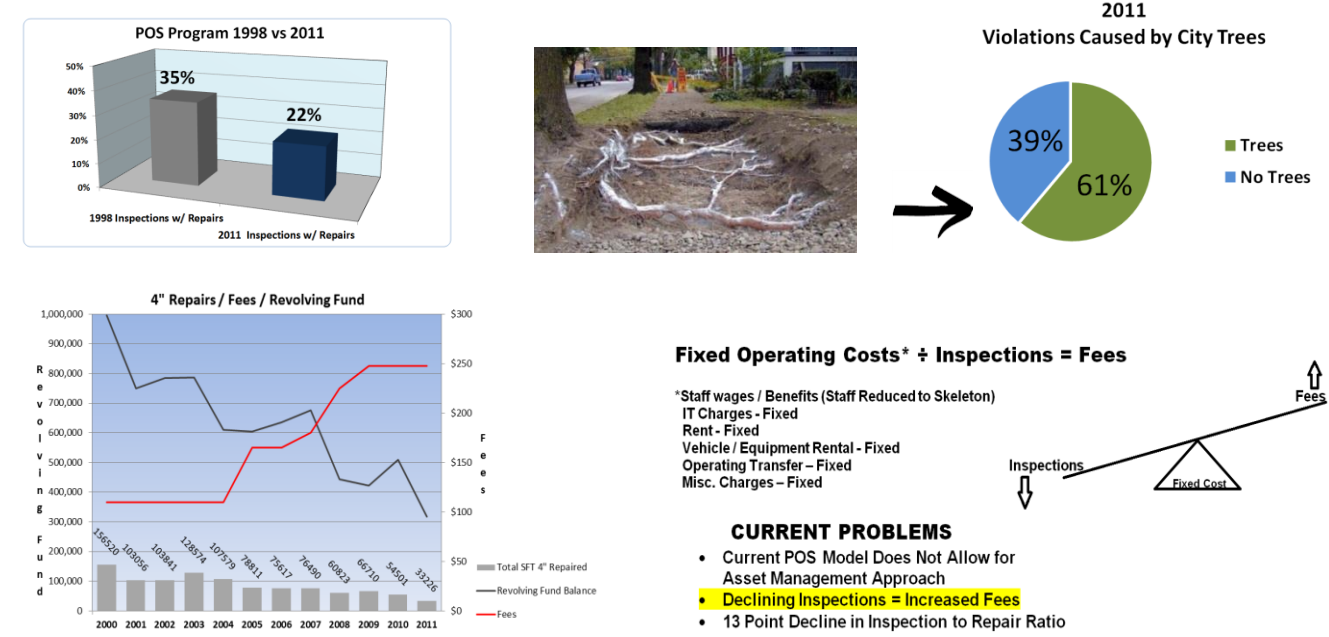 POS Program 1998 vs 2011
50%
40%
30%
20%
10%
0%
35%
22%
1998 Inspections w/ Repairs
2011 Inspections w/ Repairs
2011
Violations Caused by City Trees
39%
61%
Trees
No Trees
4" Repairs / Fees / Revolving Fund
1,000,000
900,000
800,000
700,000
600,000
500,000
400,000
300,000
200,000
100,000
0
Revolving Fund
$300
$250
$200
$150
$100
$50
$0
Fees
156520
103056
103841
128574
107579
78811
75617
76490
60823
66710
54501
33226
2000 2001 2002 2003 2004 2005 2006 2007 2008 2009 2010 2011
Total SFT 4" Repaired
Revolving Fund Balance
Fees
Fixed Operating Costs* ÷ Inspections = Fees
*Staff wages / Benefits (Staff Reduced to Skeleton)
IT Charges - Fixed
Rent - Fixed
Vehicle / Equipment Rental - Fixed
Operating Transfer – Fixed
Misc. Charges – Fixed
Fees
Inspections
Fixed Cost
CURRENT PROBLEMS
• Current POS Model Does Not Allow for
Asset Management Approach
• Declining Inspections = Increased Fees
• 13 Point Decline in Inspection to Repair Ratio